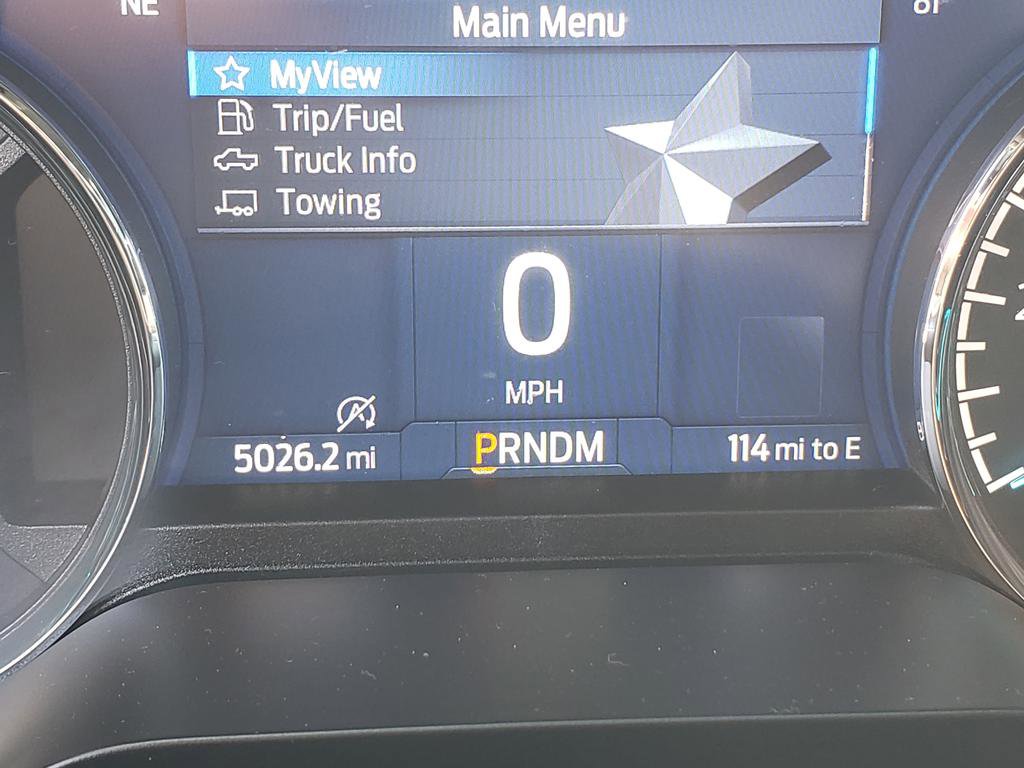 NE
Main Menu
MyView
Trip/Fuel
Truck Info
Towing
0
MPH
5026.2 mi
PRNDM
114 mi to E